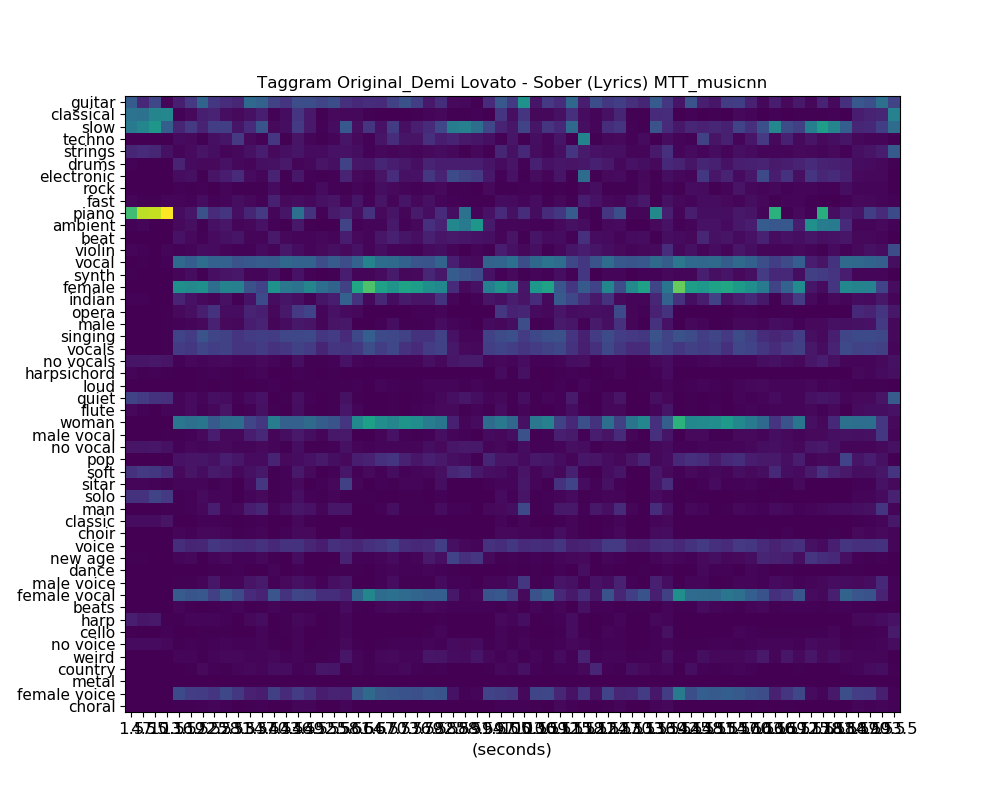 Taggram Original_Demi Lovato - Sober (Lyrics) MTT_musicnn
guitar
classical
slow
techno
strings
drums
electronic
rock
fast
piano
ambient
beat
violin
vocal
synth
female
indian
opera
male
singing
vocals
no vocals
harpsichord
loud
quiet
flute
woman
male vocal
no vocal
pop
soft
sitar
solo
man
classic
choir
voice
new age
dance
male voice
female vocal
beats
harp
cello
no voice
weird
country
metal
female voice
choral
(seconds)